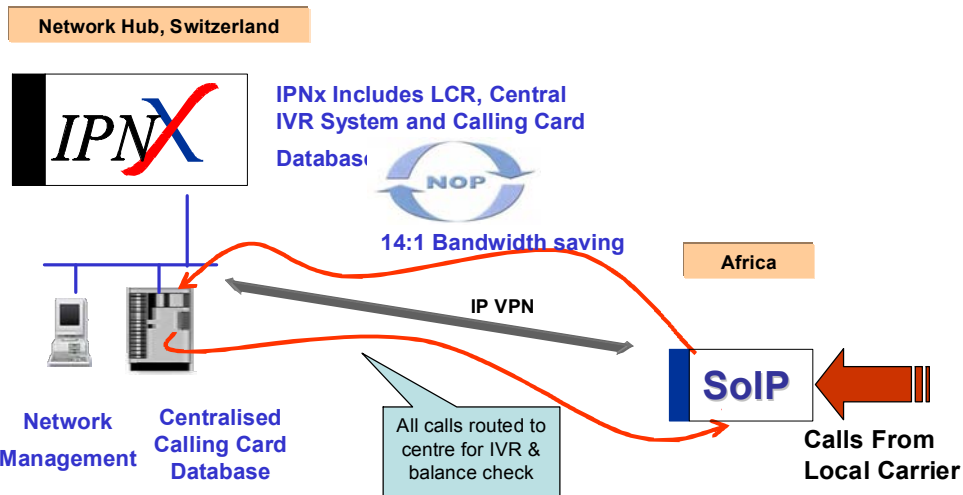 Network Hub, Switzerland
IPNX
IPNx Includes LCR, Central
IVR System and Calling Card
Database
NOP
14:1 Bandwidth saving
Africa
IP VPN
SoIP
Network
Management
Centralised
Calling Card
Database
All calls routed to
centre for IVR &
balance check
Calls From
Local Carrier